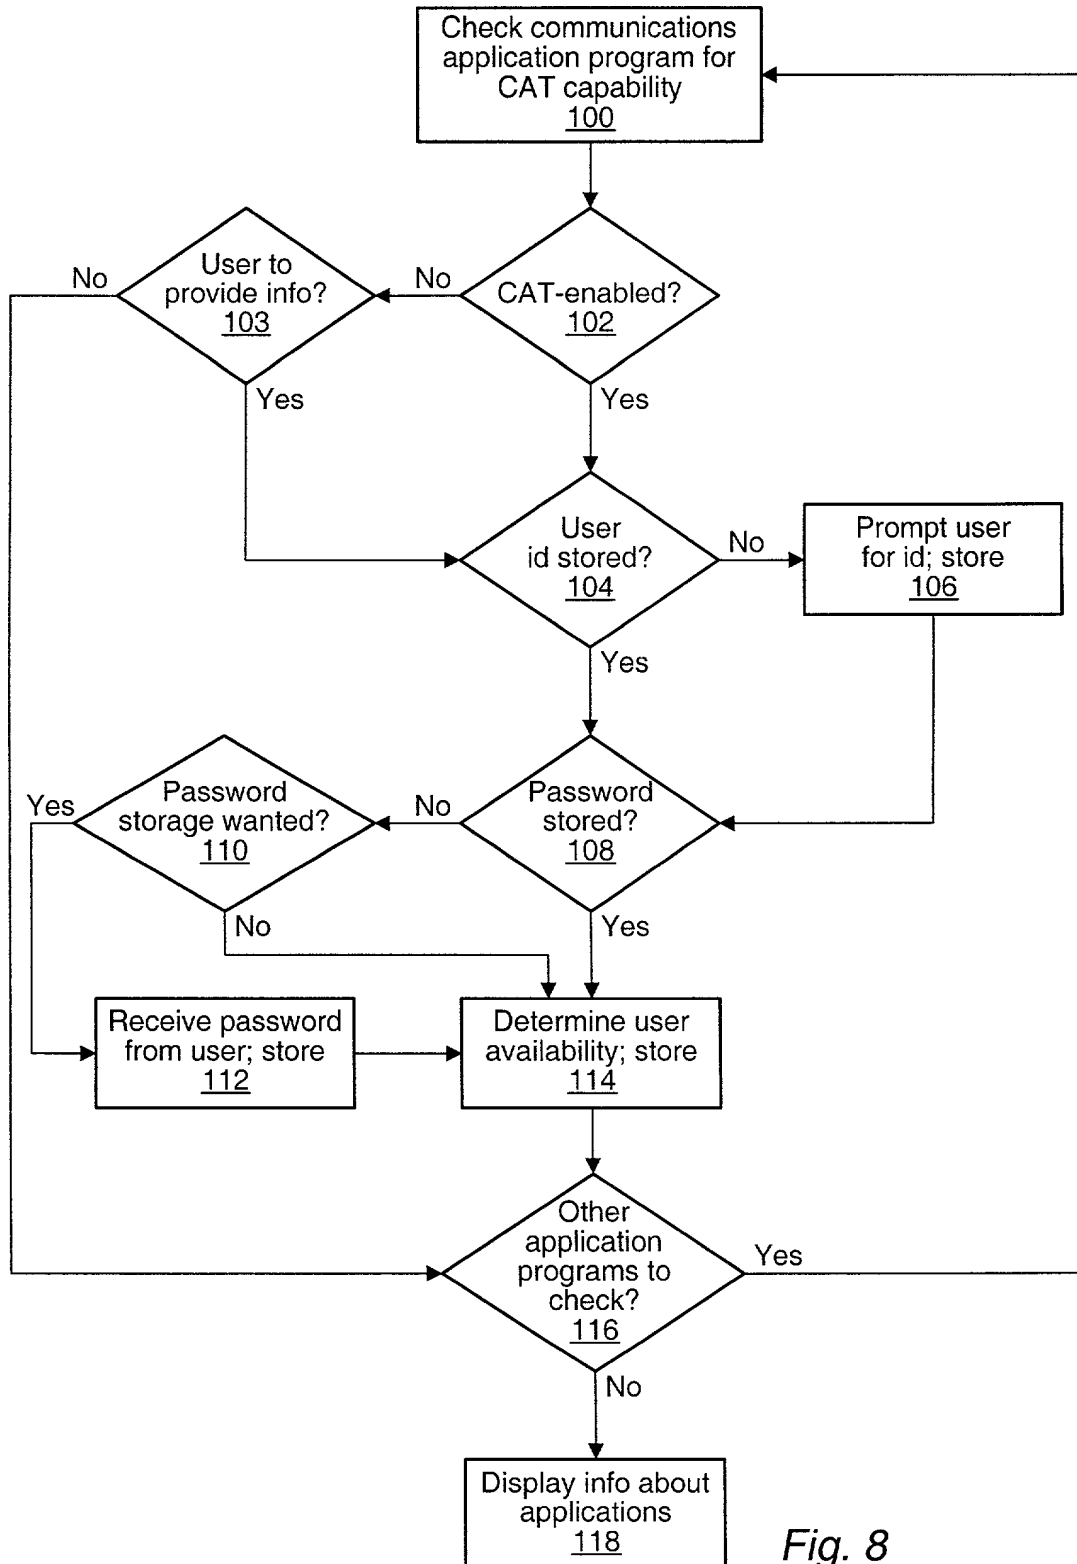 Check communications
application program for
CAT capability
100
User to
provide info?
103
No
No
CAT-enabled?
102
Yes
Yes
User
id stored?
104
No
Prompt user
for id; store
106
Yes
Password
storage wanted?
110
Yes
No
Password
stored?
108
No
Yes
Receive password
from user; store
112
Determine user
availability; store
114
Other
application
programs to
check?
116
Yes
No
Display info about
applications
118
Fig. 8